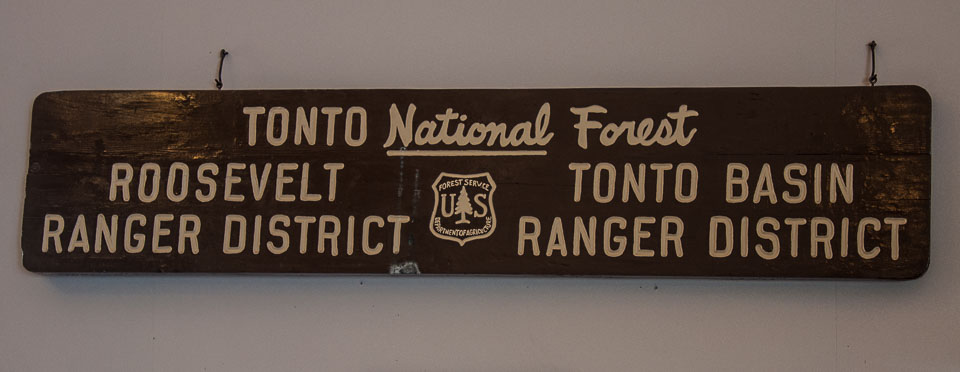 TONTO National Forest
ROOSEVELT
RANGER DISTRICT
FOREST SERVICE
U S
DEPARTMENT OF AGRICULTURE
TONTO BASIN
RANGER DISTRICT